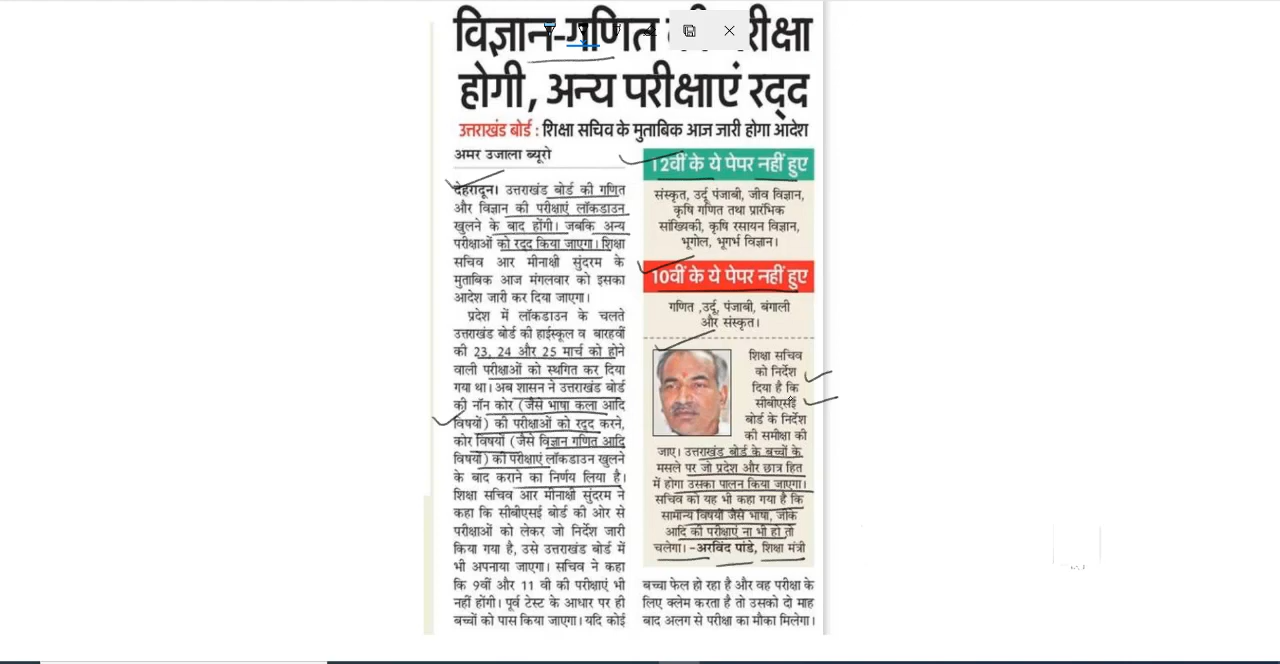 विज्ञान-गणित की परीक्षा
होगी, अन्य परीक्षाएं रद्द
उत्तराखंड बोर्ड : शिक्षा सचिव के मुताबिक आज जारी होगा आदेश
अमर उजाला ब्यूरो
देहरादून। उत्तराखंड बोर्ड की गणित
और विज्ञान की परीक्षाएं लॉकडाउन
खुलने के बाद होंगी। जबकि अन्य
परीक्षाओं को रद्द किया जाएगा। शिक्षा
सचिव आर मीनाक्षी सुंदरम के
मुताबिक आज मंगलवार को इसका
आदेश जारी कर दिया जाएगा।
प्रदेश में लॉकडाउन के चलते
उत्तराखंड बोर्ड की हाईस्कूल व बारहवीं
की 23, 24 और 25 मार्च को होने
वाली परीक्षाओं को स्थगित कर दिया
गया था। अब शासन ने उत्तराखंड बोर्ड
की नॉन कोर (जैसे भाषा कला आदि
विषयों) की परीक्षाओं को रद्द करने,
कोर विषयों (जैसे विज्ञान गणित आदि
विषयों) की परीक्षाएं लॉकडाउन खुलने
के बाद कराने का निर्णय लिया है।
शिक्षा सचिव आर मीनाक्षी सुंदरम ने
कहा कि सीबीएसई बोर्ड की ओर से
परीक्षाओं को लेकर जो निर्देश जारी
किया गया है, उसे उत्तराखंड बोर्ड में
भी अपनाया जाएगा। सचिव ने कहा
कि 9वीं और 11 वी की परीक्षाएं भी
नहीं होंगी। पूर्व टेस्ट के आधार पर ही
बच्चों को पास किया जाएगा। यदि कोई
12वीं के ये पेपर नहीं हुए
संस्कृत, उर्दू पंजाबी, जीव विज्ञान,
कृषि गणित तथा प्रारंभिक
सांख्यिकी, कृषि रसायन विज्ञान,
भूगोल, भूगर्भ विज्ञान।
10वीं के ये पेपर नहीं हुए
गणित ,उर्दू, पंजाबी, बंगाली
और संस्कृत।
शिक्षा सचिव
को निर्देश
दिया है कि
सीबीएसई
बोर्ड के निर्देश
की समीक्षा की
जाए। उत्तराखंड बोर्ड के बच्चों के
मसले पर जो प्रदेश और छात्र हित
में होगा उसका पालन किया जाएगा।
सचिव को यह भी कहा गया है कि
सामान्य विषयों जैसे भाषा, जीके
आदि की परीक्षाएं ना भी हो तो
चलेगा। -अरविंद पांडे, शिक्षा मंत्री
बच्चा फेल हो रहा है और वह परीक्षा के
लिए क्लेम करता है तो उसको दो माह
बाद अलग से परीक्षा का मौका मिलेगा।